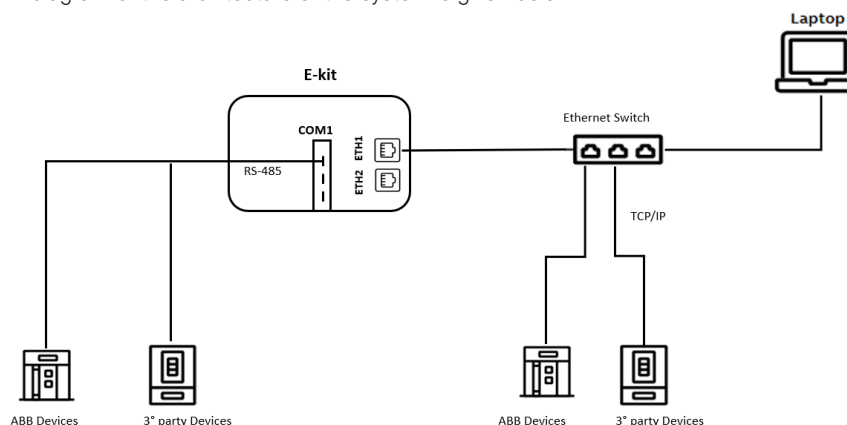 Laptop
E-kit
Ethernet Switch
COM1
ETH1
ETH2
RS-485
TCP/IP
ABB Devices
3° party Devices
ABB Devices
3° party Devices